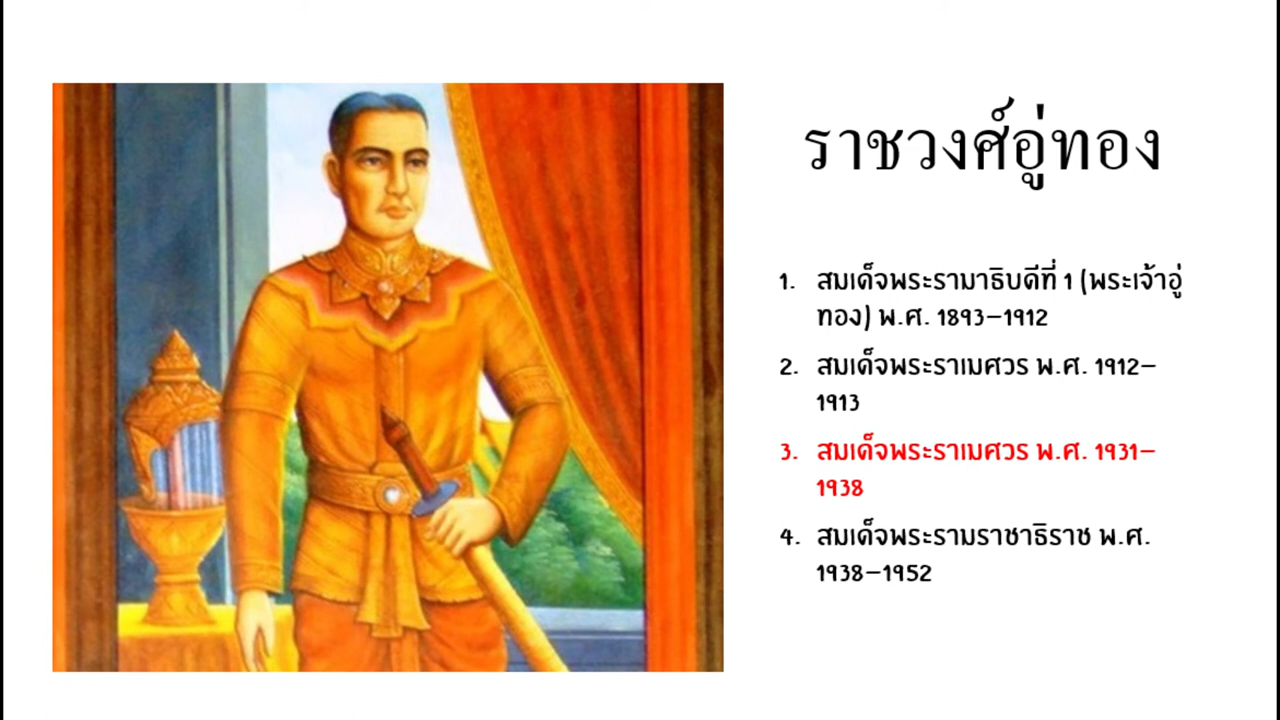 ราชวงศ์อู่ทอง
1. สมเด็จพระรามาธิบดีที่ 1 (พระเจ้าอู่
ทอง) พ.ศ. 1893–1912
2. สมเด็จพระราเมศวร พ.ศ. 1912–
1913
3. สมเด็จพระราเมศวร พ.ศ. 1931–
1938
4. สมเด็จพระรามราชาธิราช พ.ศ.
1938–1952